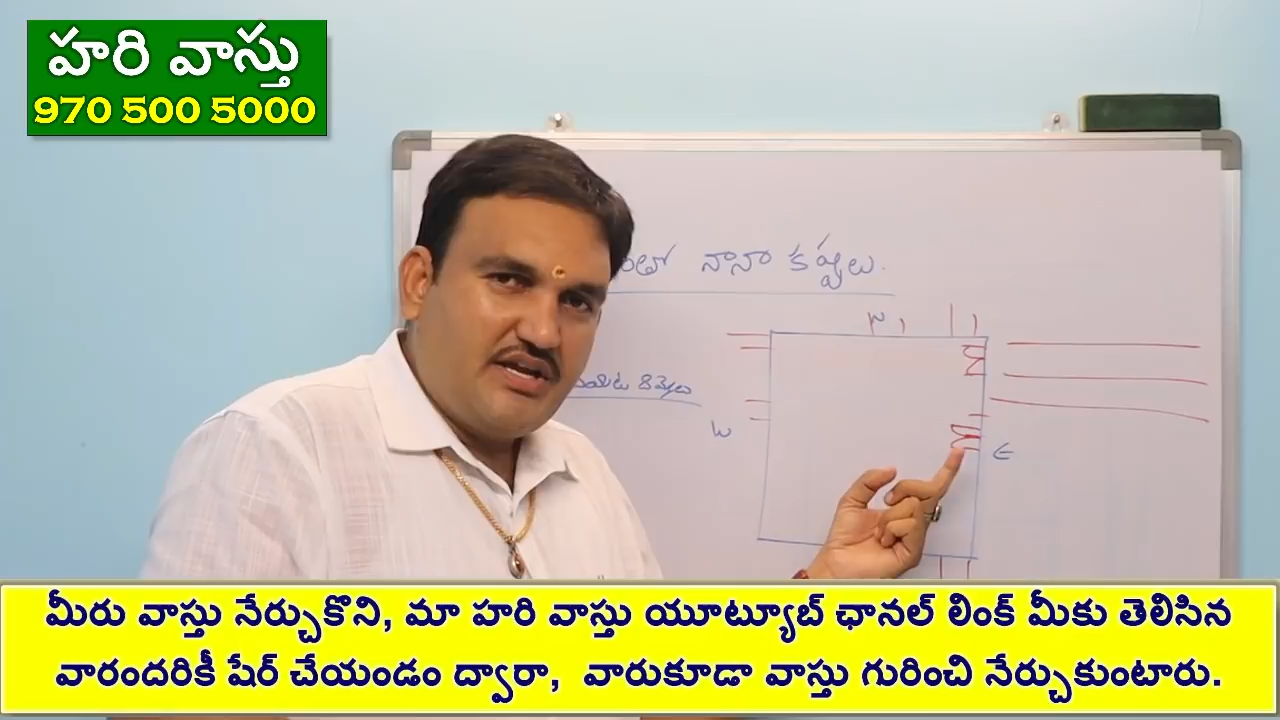 హరి వాస్తు
970 500 5000
నానా కష్టాలు.
N
W
E
మీరు వాస్తు నేర్చుకొని, మా హరి వాస్తు యూట్యూబ్ ఛానల్ లింక్ మీకు తెలిసిన
వారందరికీ షేర్ చేయండం ద్వారా, వారుకూడా వాస్తు గురించి నేర్చుకుంటారు.